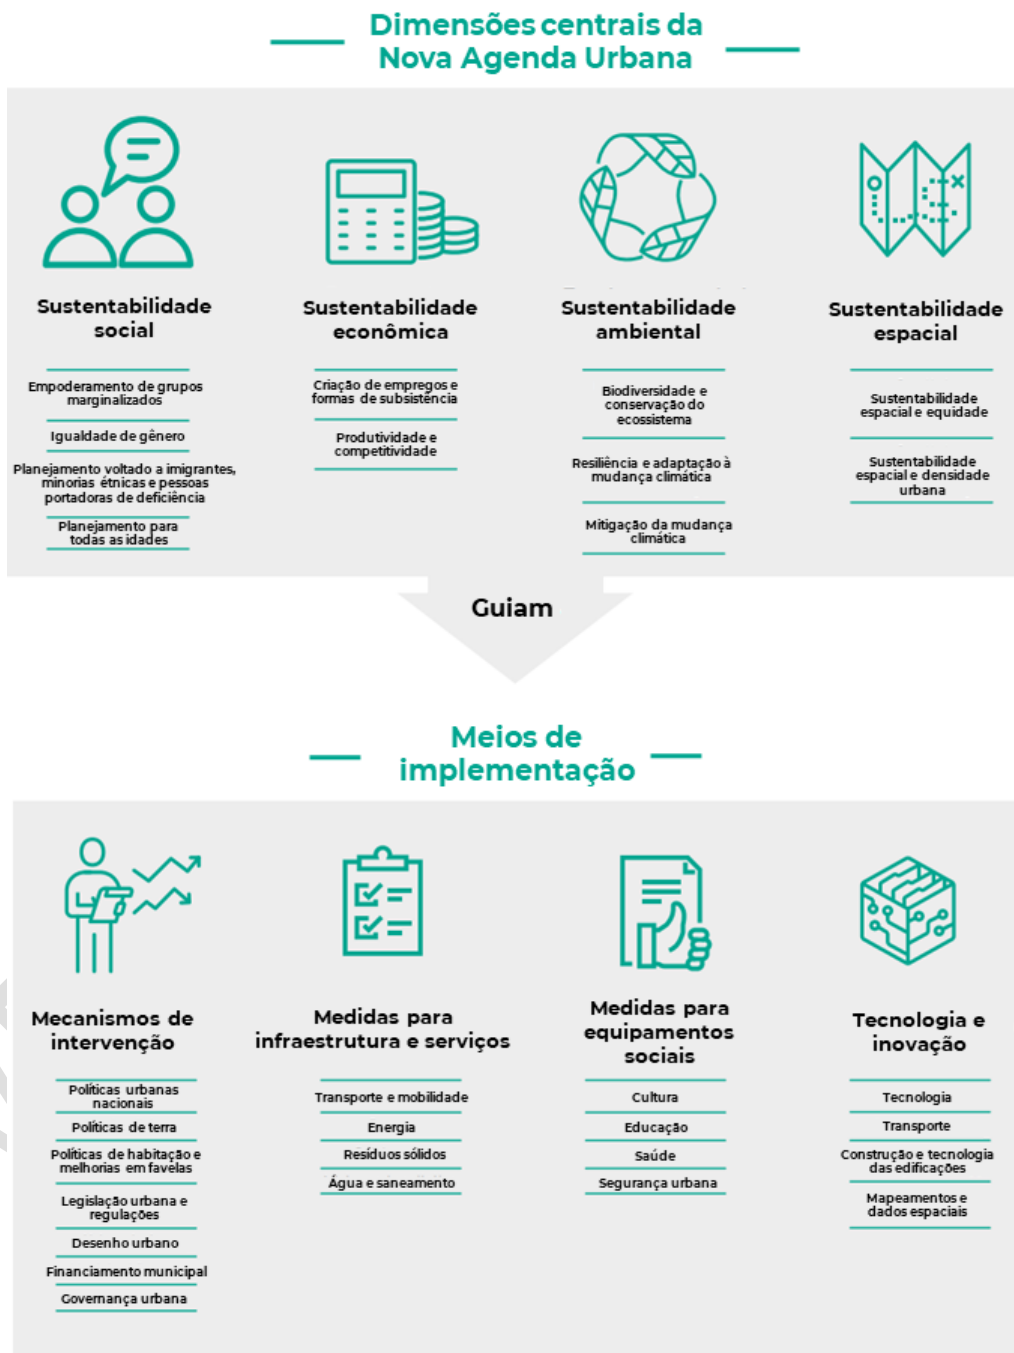 Dimensões centrais da
Nova Agenda Urbana
Sustentabilidade
social
Empoderamento de grupos
marginalizados
Igualdade de gênero
Planejamento voltado a imigrantes,
minorias étnicas e pessoas
portadoras de deficiência
Planejamento para
todas as idades
Sustentabilidade
econômica
Criação de empregos e
formas de subsistência
Produtividade e
competitividade
Sustentabilidade
ambiental
Biodiversidade e
conservação do
ecossistema
Resiliência e adaptação à
mudança climática
Mitigação da mudança
climática
Sustentabilidade
espacial
Sustentabilidade
espacial e equidade
Sustentabilidade
espacial e densidade
urbana
Guiam
Meios de
implementação
Mecanismos de
intervenção
Políticas urbanas
nacionais
Políticas de terra
Políticas de habitação e
melhorias em favelas
Legislação urbana e
regulações
Desenho urbano
Financiamento municipal
Governança urbana
Medidas para
infraestrutura e serviços
Transporte e mobilidade
Energia
Resíduos sólidos
Água e saneamento
Medidas para
equipamentos
sociais
Cultura
Educação
Saúde
Segurança urbana
Tecnologia e
inovação
Tecnologia
Transporte
Construção e tecnologia
das edificações
Mapeamentos e
dados espaciais